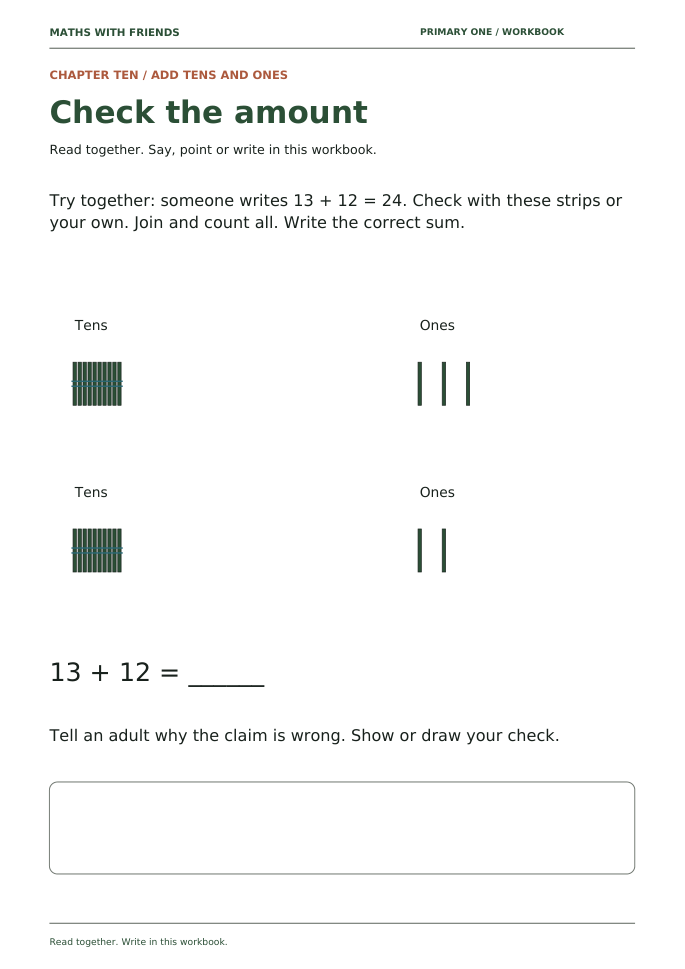 MATHS WITH FRIENDS
PRIMARY ONE / WORKBOOK
CHAPTER TEN / ADD TENS AND ONES
Check the amount
Read together. Say, point or write in this workbook.
Try together: someone writes 13 + 12 = 24. Check with these strips or
your own. Join and count all. Write the correct sum.
Tens
Ones
Tens
Ones
13 + 12 = ______
Tell an adult why the claim is wrong. Show or draw your check.
Read together. Write in this workbook.